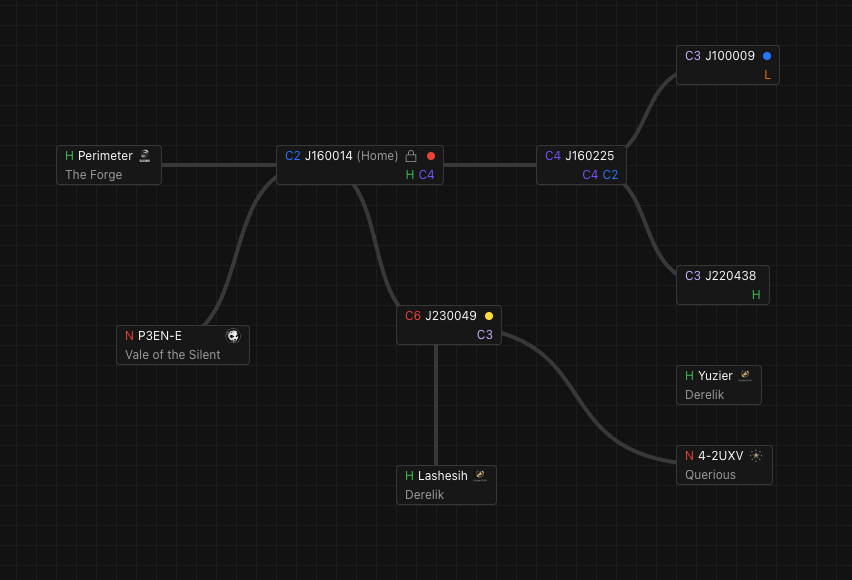 C3 J100009
L
H Perimeter
The Forge
C2 J160014 (Home)
H C4
C4 J160225
C4 C2
C3 J220438
H
C6 J230049
C3
N P3EN-E
Vale of the Silent
H Yuzier
Derelik
N 4-2UXV
Querious
H Lashesih
Derelik